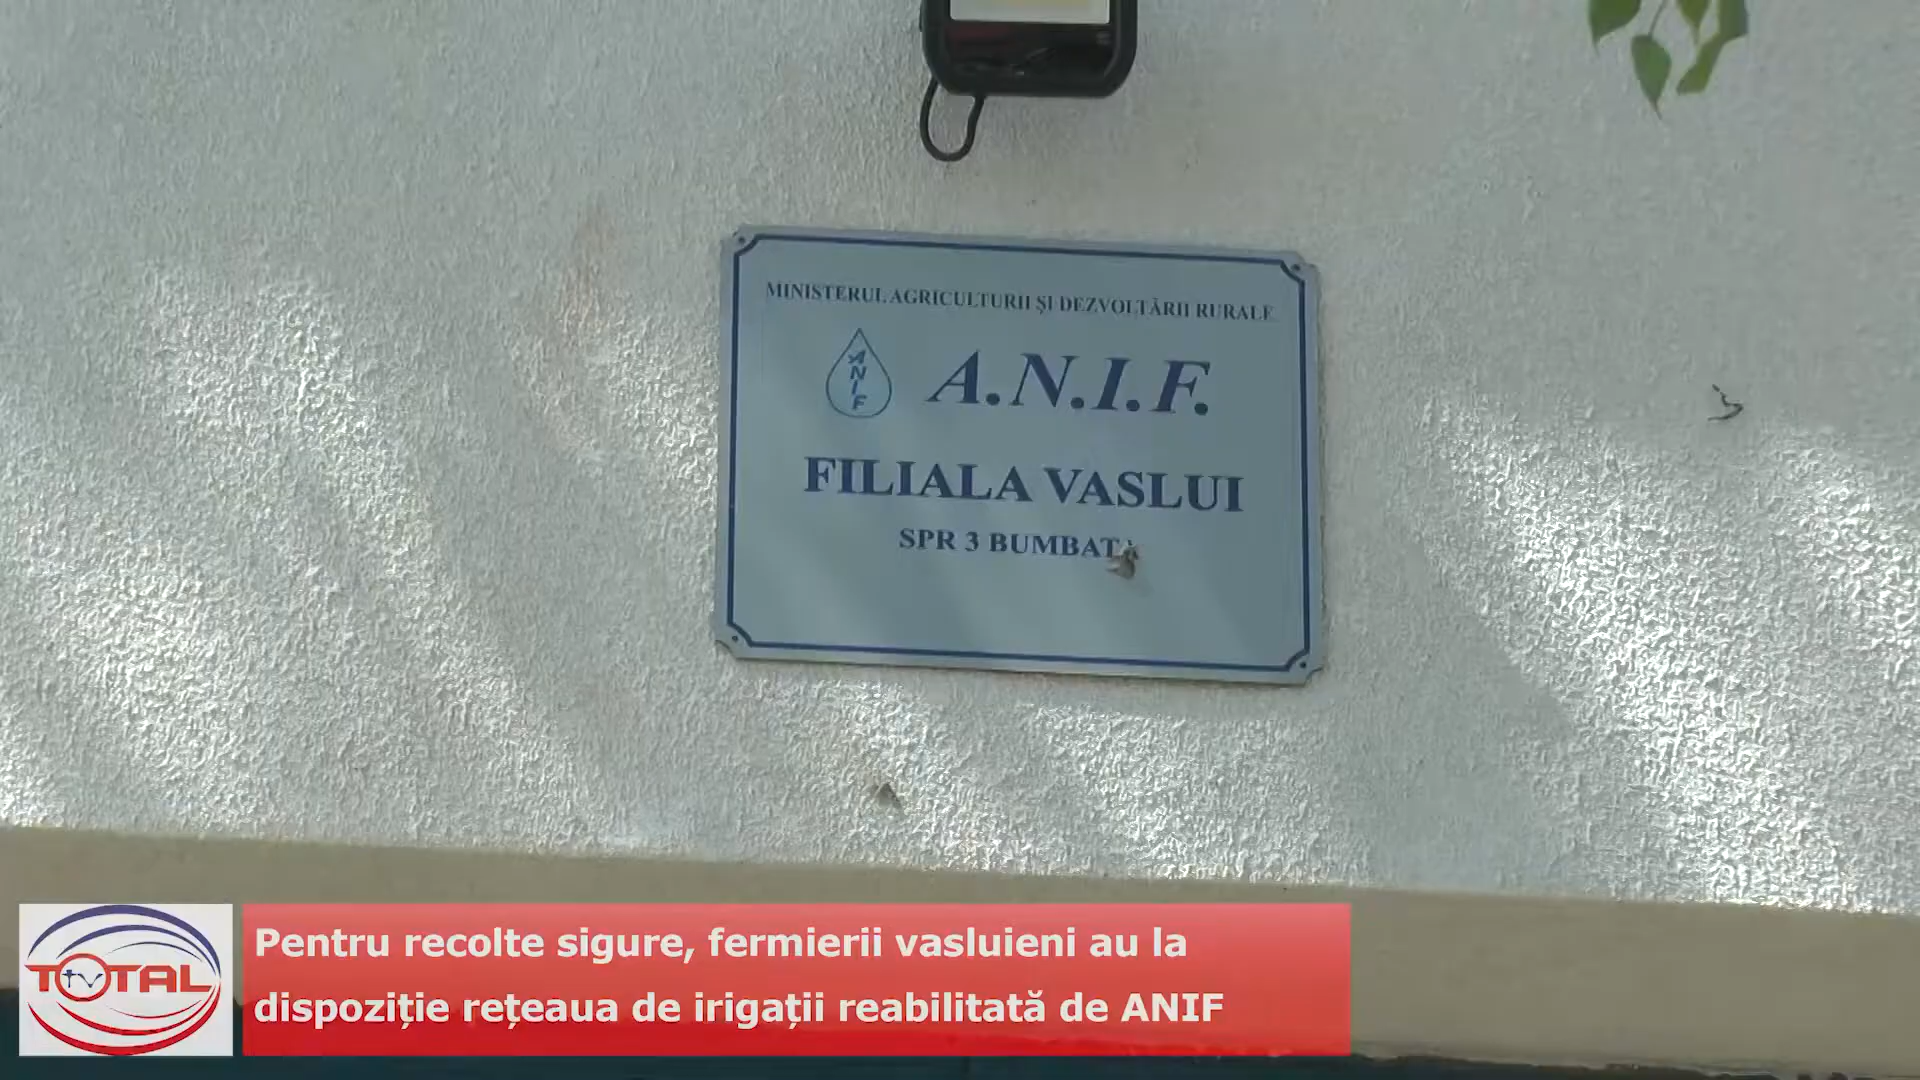 MINISTERUL AGRICULTURII ŞI DEZVOLTĂRII RURALE
ANIF
A.N.I.F.
FILIALA VASLUI
SPR 3 BUMBATA
TOTAL
tv
Pentru recolte sigure, fermierii vasluieni au la
dispoziție rețeaua de irigații reabilitată de ANIF